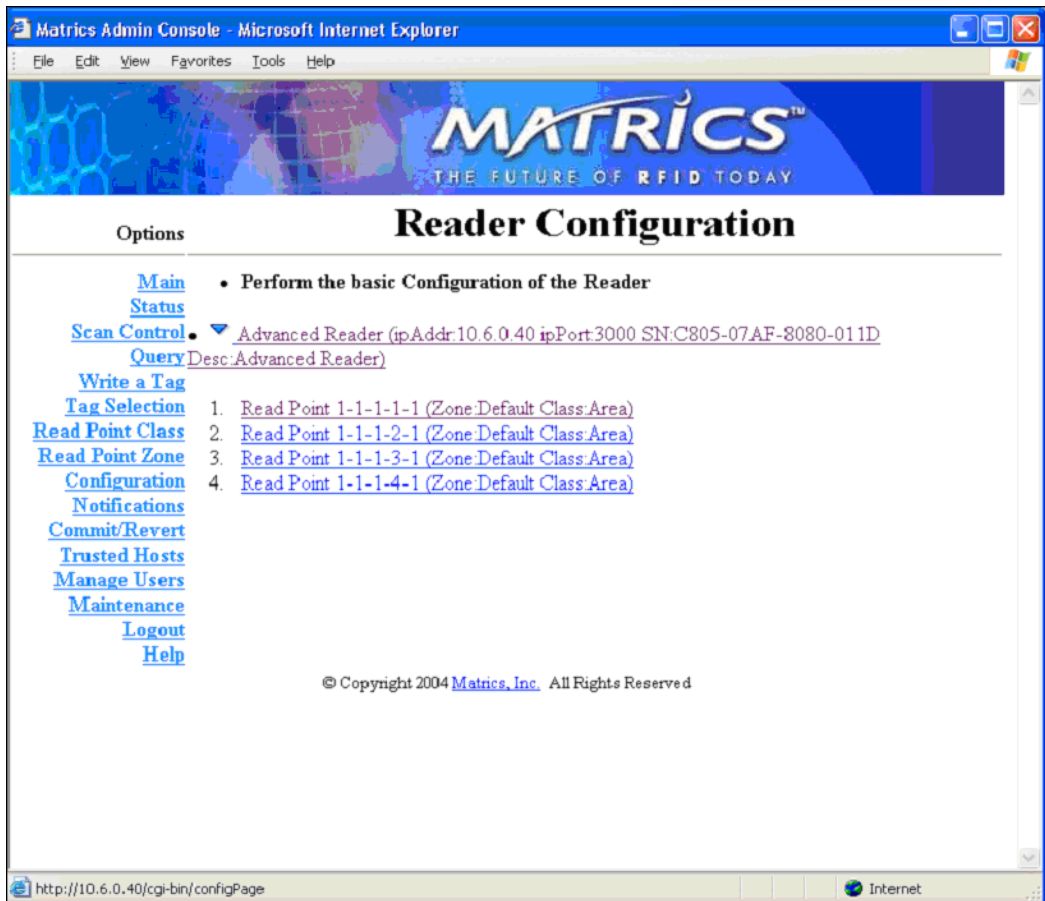 Matrics Admin Console - Microsoft Internet Explorer
File Edit View Favorites Tools Help
MATRICS™
THE FUTURE OF RFID TODAY
Options
Reader Configuration
Main
Status
Scan Control
Query
Write a Tag
Tag Selection
Read Point Class
Read Point Zone
Configuration
Notifications
Commit/Revert
Trusted Hosts
Manage Users
Maintenance
Logout
Help
• Perform the basic Configuration of the Reader
• Advanced Reader (ipAddr:10.6.0.40 ipPort:3000 SN:C805-07AF-8080-011D
Desc:Advanced Reader)
1. Read Point 1-1-1-1-1 (Zone:Default Class:Area)
2. Read Point 1-1-1-2-1 (Zone:Default Class:Area)
3. Read Point 1-1-1-3-1 (Zone:Default Class:Area)
4. Read Point 1-1-1-4-1 (Zone:Default Class:Area)
© Copyright 2004 Matrics, Inc. All Rights Reserved
http://10.6.0.40/cgi-bin/configPage
Internet